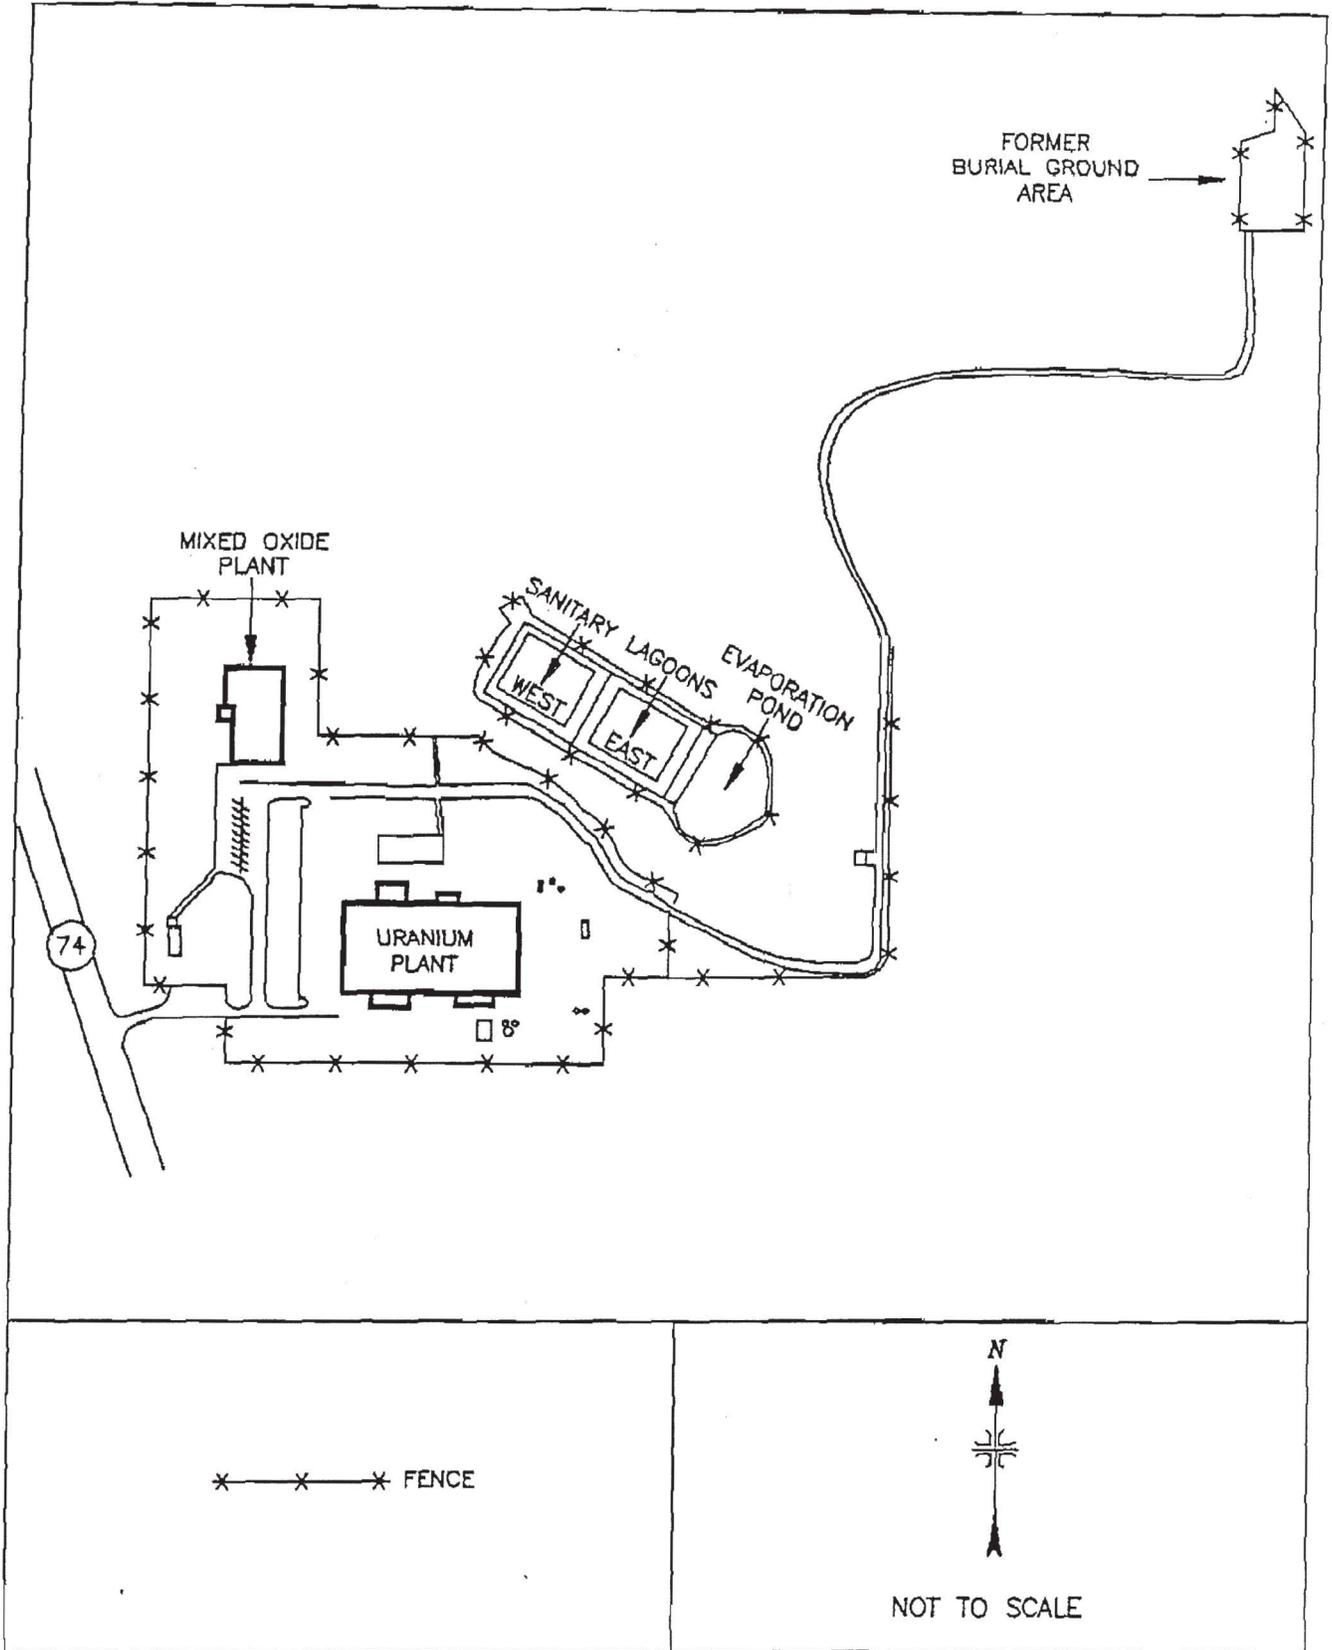 FORMER
BURIAL GROUND
AREA
MIXED OXIDE
PLANT
SANITARY LAGOONS
EVAPORATION
POND
WEST
EAST
74
URANIUM
PLANT
N
FENCE
NOT TO SCALE